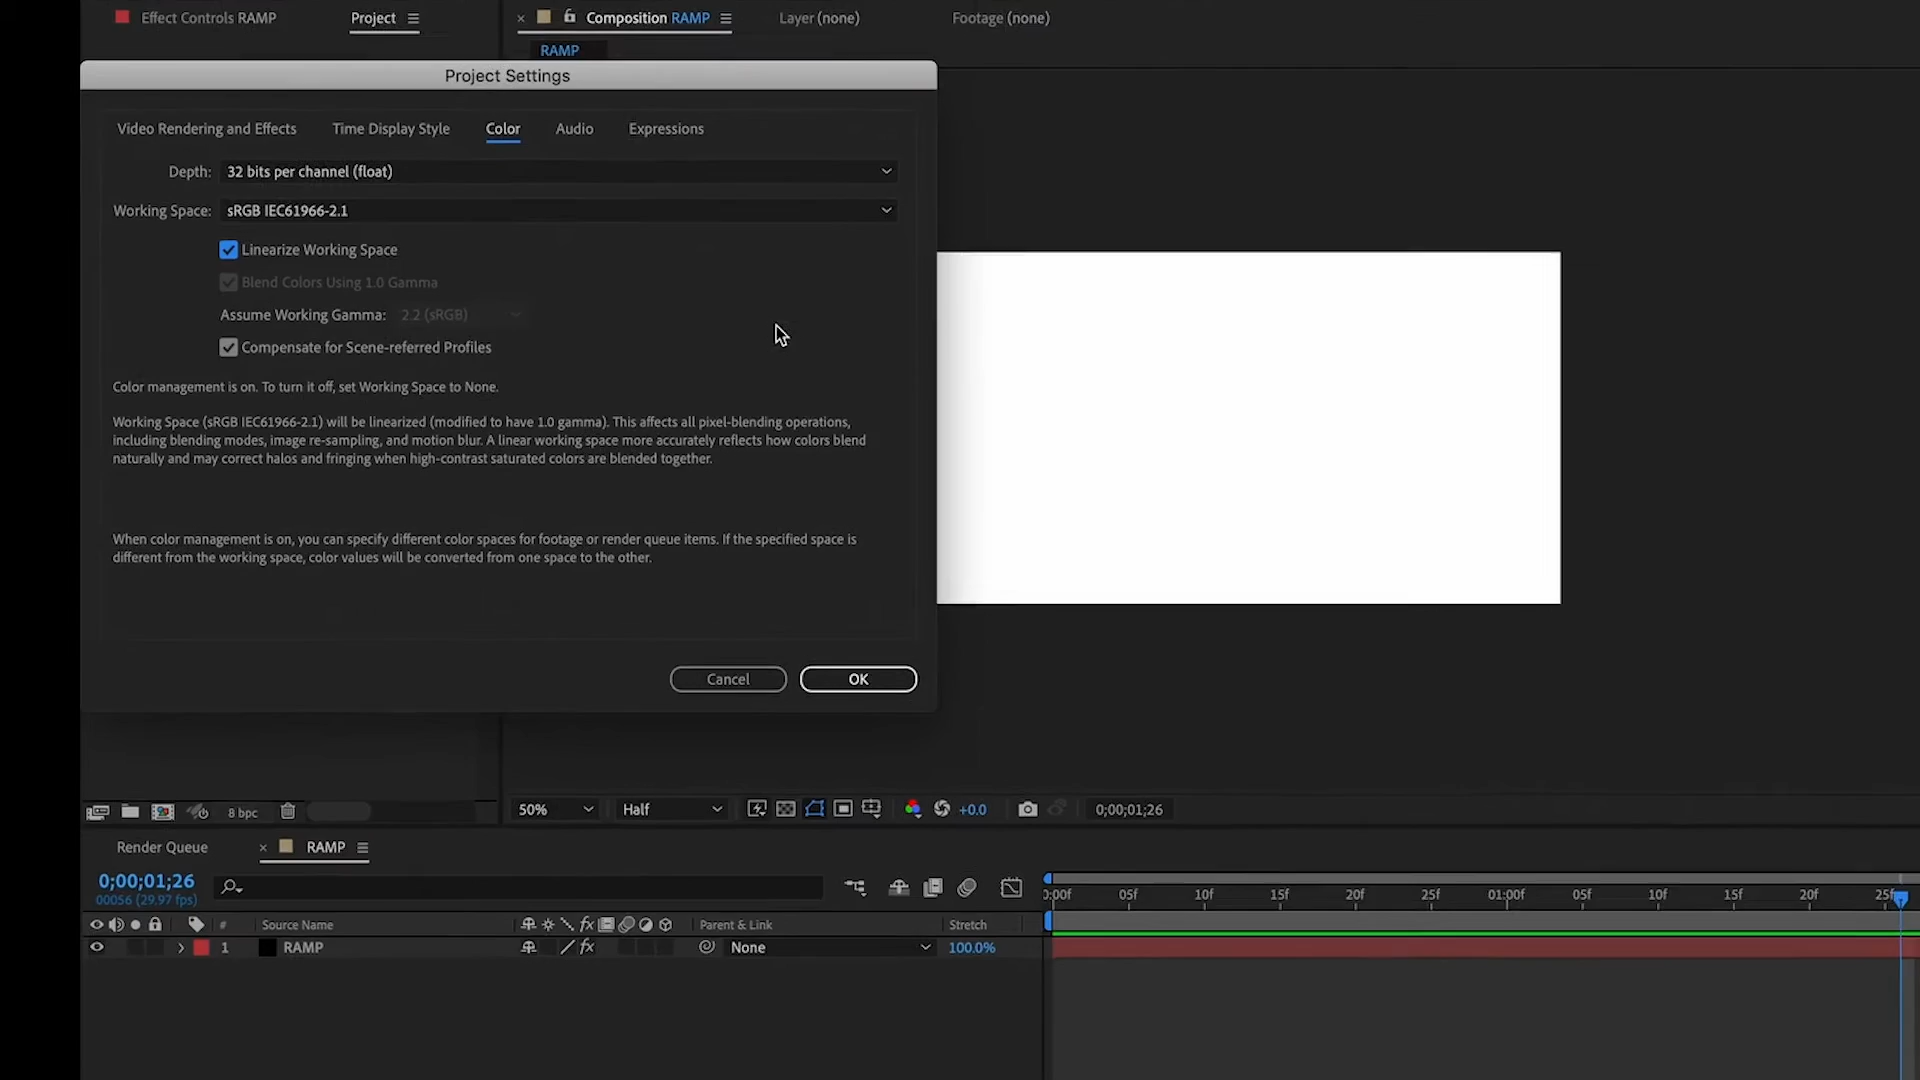 Effect Controls RAMP
Project
Composition RAMP
Layer (none)
Footage (none)
RAMP
Project Settings
Video Rendering and Effects
Time Display Style
Color
Audio
Expressions
Depth: 32 bits per channel (float)
Working Space: sRGB IEC61966-2.1
Linearize Working Space
Blend Colors Using 1.0 Gamma
Assume Working Gamma: 2.2 (sRGB)
Compensate for Scene-referred Profiles
Color management is on. To turn it off, set Working Space to None.
Working Space (sRGB IEC61966-2.1) will be linearized (modified to have 1.0 gamma). This affects all pixel-blending operations,
including blending modes, image re-sampling, and motion blur. A linear working space more accurately reflects how colors blend
naturally and may correct halos and fringing when high-contrast saturated colors are blended together.
When color management is on, you can specify different color spaces for footage or render queue items. If the specified space is
different from the working space, color values will be converted from one space to the other.
Cancel
OK
8 bpc
50%
Half
+0.0
0;00;01;26
Render Queue
RAMP
0;00;01;26
00056 (29.97 fps)
0:00f 05f 10f 15f 20f 25f 01:00f 05f 10f 15f 20f 25f
# Source Name fx Parent & Link Stretch
1 RAMP fx None 100.0%